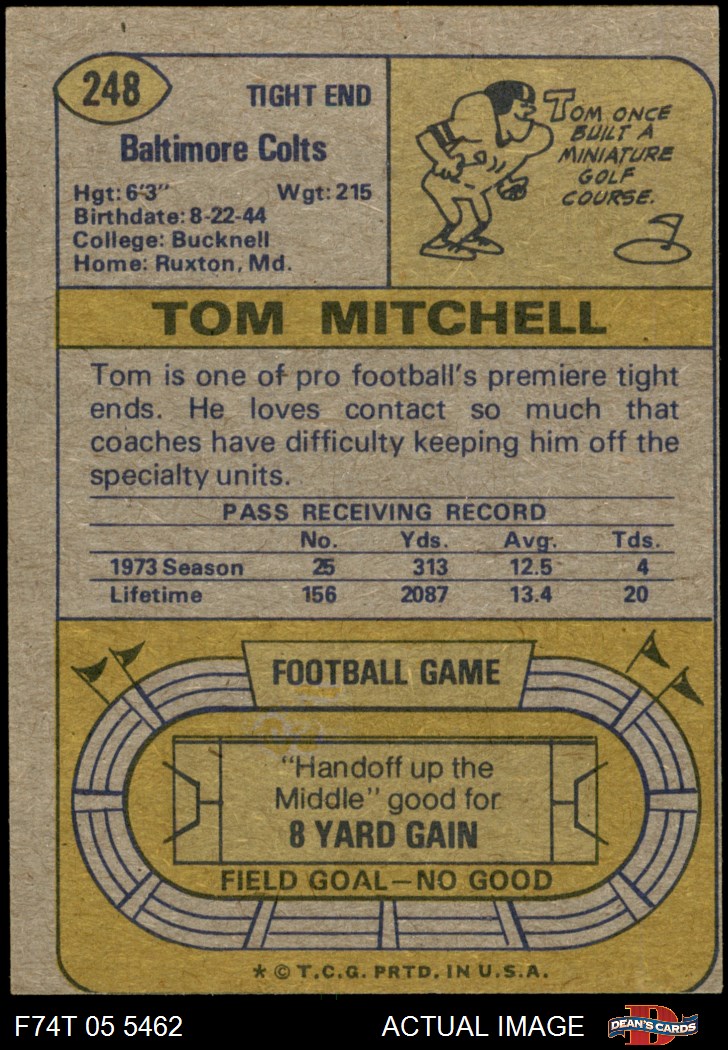 248
TIGHT END
Baltimore Colts
Hgt: 6'3" Wgt: 215
Birthdate: 8-22-44
College: Bucknell
Home: Ruxton, Md.
TOM ONCE
BUILT A
MINIATURE
GOLF
COURSE.
TOM MITCHELL
Tom is one of pro football's premiere tight
ends. He loves contact so much that
coaches have difficulty keeping him off the
specialty units.
PASS RECEIVING RECORD
No. Yds. Avg. Tds.
1973 Season 25 313 12.5 4
Lifetime 156 2087 13.4 20
FOOTBALL GAME
"Handoff up the
Middle" good for
8 YARD GAIN
FIELD GOAL—NO GOOD
* © T.C.G. PRTD. IN U.S.A.
F74T 05 5462 ACTUAL IMAGE
DEAN'S CARDS